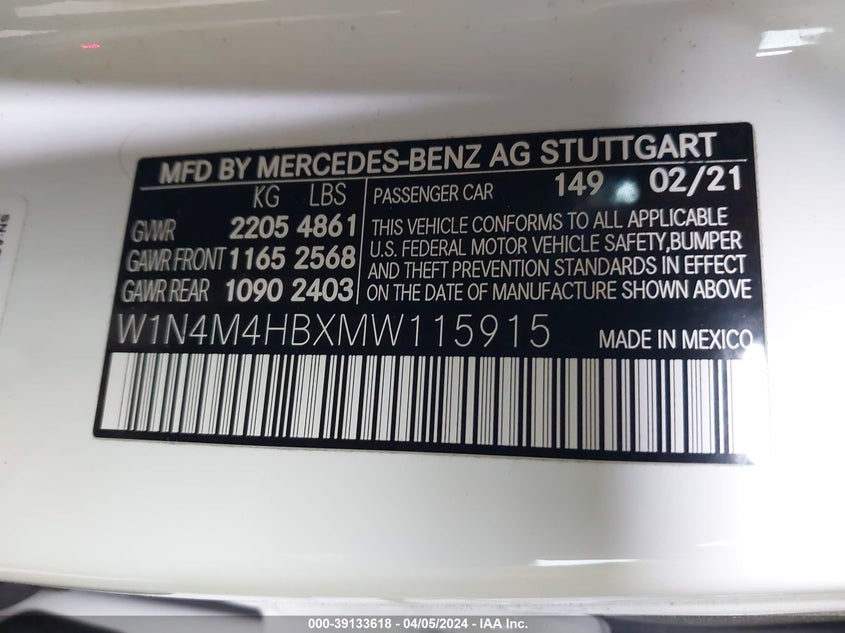 MFD BY MERCEDES-BENZ AG STUTTGART
KG LBS
GVWR 2205 4861
GAWR FRONT 1165 2568
GAWR REAR 1090 2403
PASSENGER CAR 149 02/21
THIS VEHICLE CONFORMS TO ALL APPLICABLE
U.S. FEDERAL MOTOR VEHICLE SAFETY,BUMPER
AND THEFT PREVENTION STANDARDS IN EFFECT
ON THE DATE OF MANUFACTURE SHOWN ABOVE
W1N4M4HBXMW115915 MADE IN MEXICO
000-39133618 - 04/05/2024 - IAA Inc.